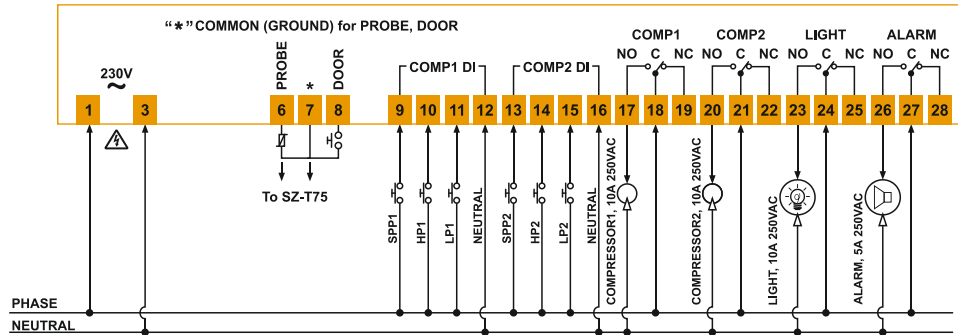 “*” COMMON (GROUND) for PROBE, DOOR
COMP1 COMP2 LIGHT ALARM
NO C NC NO C NC NO C NC NO C NC
230V
~
PROBE
*
DOOR
COMP1 DI
COMP2 DI
1 3 6 7 8 9 10 11 12 13 14 15 16 17 18 19 20 21 22 23 24 25 26 27 28
To SZ-T75
SPP1
HP1
LP1
NEUTRAL
SPP2
HP2
LP2
NEUTRAL
COMPRESSOR1, 10A 250VAC
COMPRESSOR2, 10A 250VAC
LIGHT, 10A 250VAC
ALARM, 5A 250VAC
PHASE
NEUTRAL